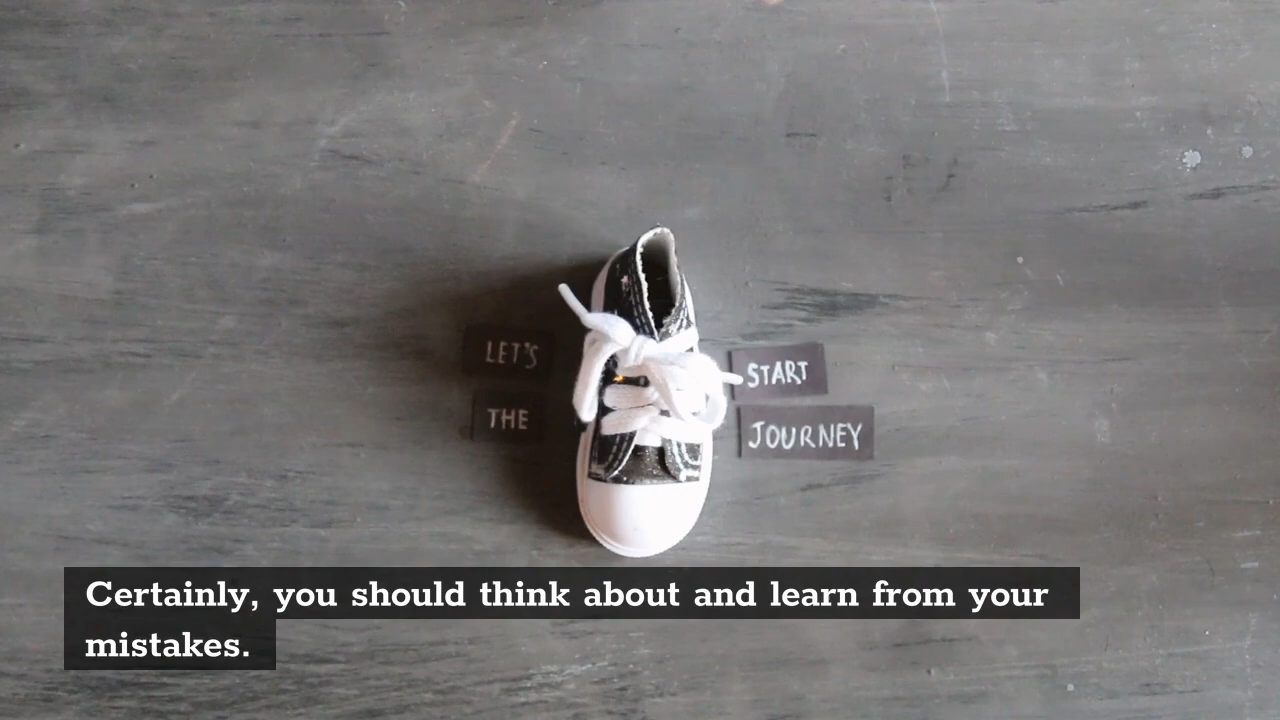 LET'S START
THE JOURNEY
Certainly, you should think about and learn from your
mistakes.